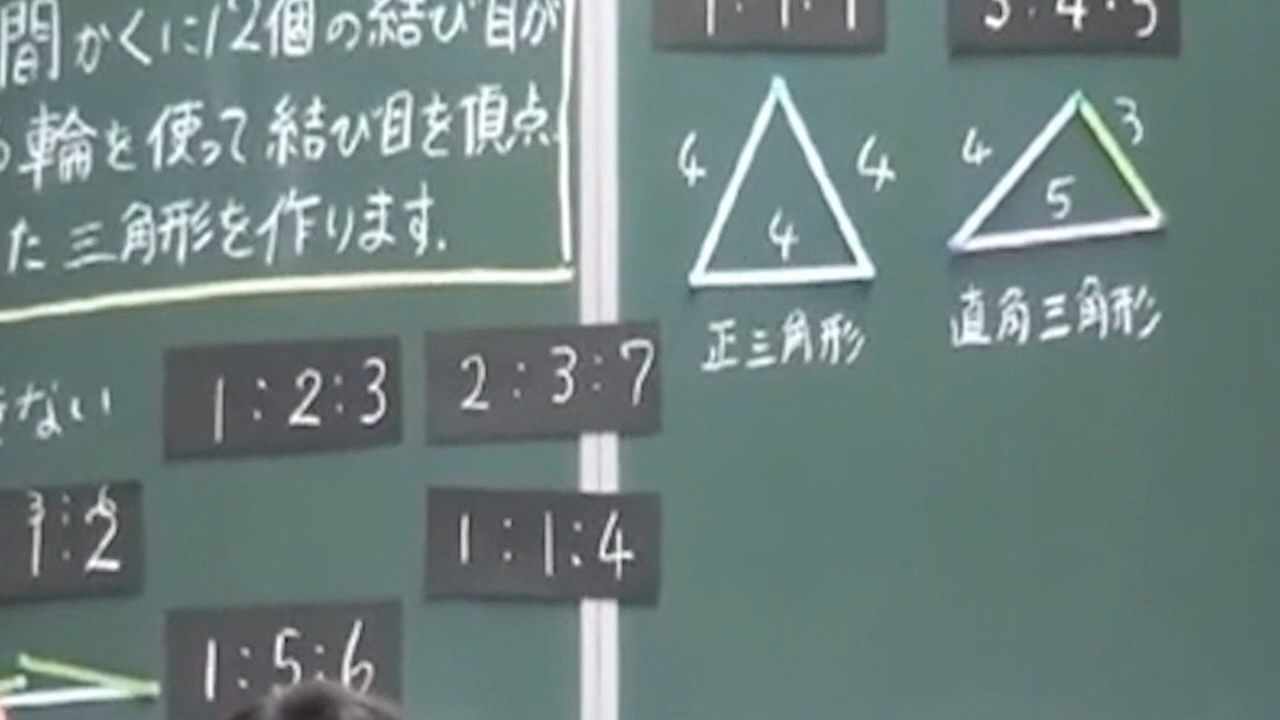 間かくに12個の結び目が
輪を使って結び目を頂点
た三角形を作ります.
1:1:1
3:4:5
4
4
4
4
3
5
正三角形
直角三角形
ない
1:2:3
2:3:7
1:1:4
1:5:6